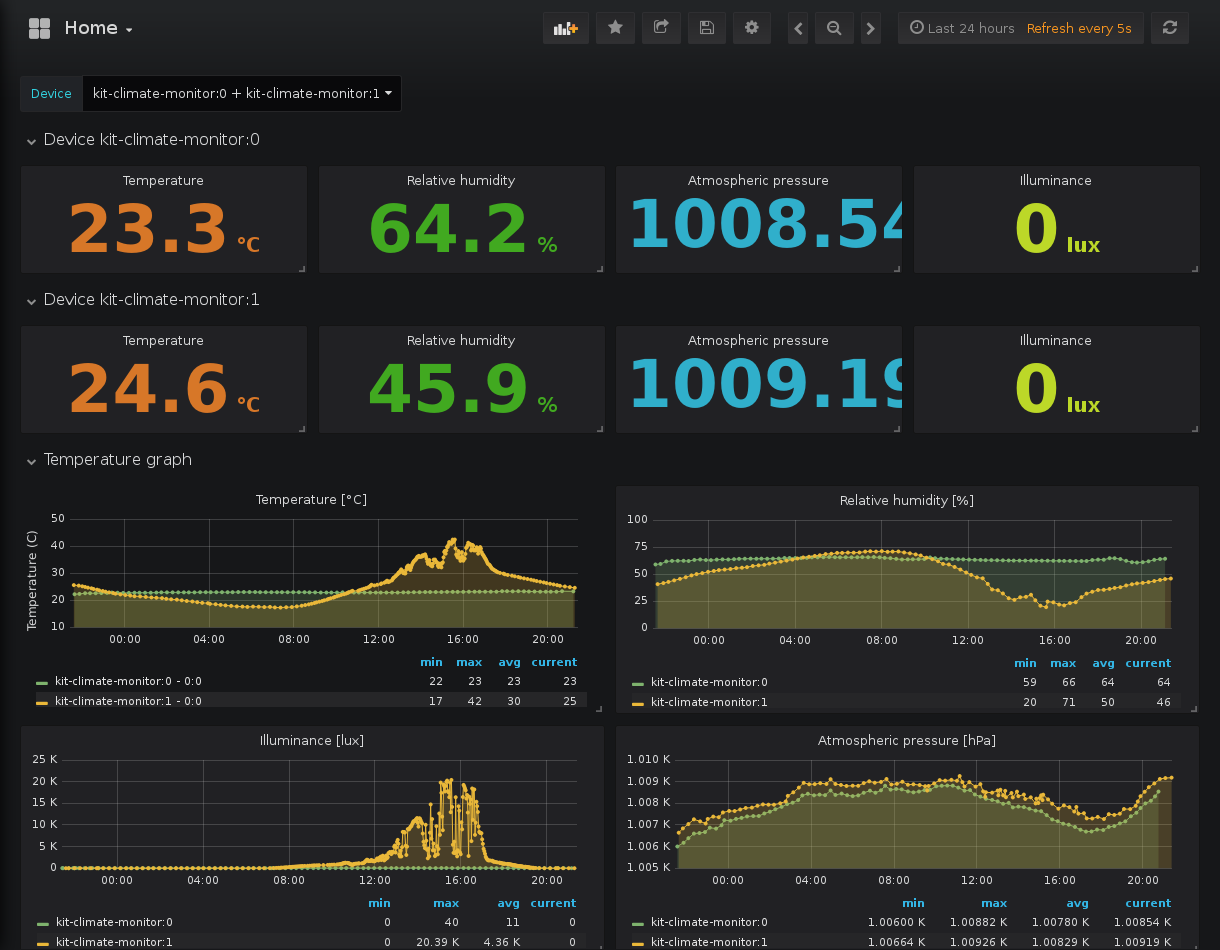 Home
Last 24 hours Refresh every 5s
Device kit-climate-monitor:0 + kit-climate-monitor:1
Device kit-climate-monitor:0
Temperature Relative humidity Atmospheric pressure Illuminance
23.3 °C 64.2 % 1008.54 0 lux
Device kit-climate-monitor:1
Temperature Relative humidity Atmospheric pressure Illuminance
24.6 °C 45.9 % 1009.19 0 lux
Temperature graph
Temperature [°C]
Temperature (C)
50
40
30
20
10
00:00 04:00 08:00 12:00 16:00 20:00
min max avg current
kit-climate-monitor:0 - 0:0 22 23 23 23
kit-climate-monitor:1 - 0:0 17 42 30 25
Relative humidity [%]
100
75
50
25
0
00:00 04:00 08:00 12:00 16:00 20:00
min max avg current
kit-climate-monitor:0 59 66 64 64
kit-climate-monitor:1 20 71 50 46
Illuminance [lux]
25 K
20 K
15 K
10 K
5 K
0
00:00 04:00 08:00 12:00 16:00 20:00
min max avg current
kit-climate-monitor:0 0 40 11 0
kit-climate-monitor:1 0 20.39 K 4.36 K 0
Atmospheric pressure [hPa]
1.010 K
1.009 K
1.008 K
1.007 K
1.006 K
1.005 K
00:00 04:00 08:00 12:00 16:00 20:00
min max avg current
kit-climate-monitor:0 1.00600 K 1.00882 K 1.00780 K 1.00854 K
kit-climate-monitor:1 1.00664 K 1.00926 K 1.00829 K 1.00919 K